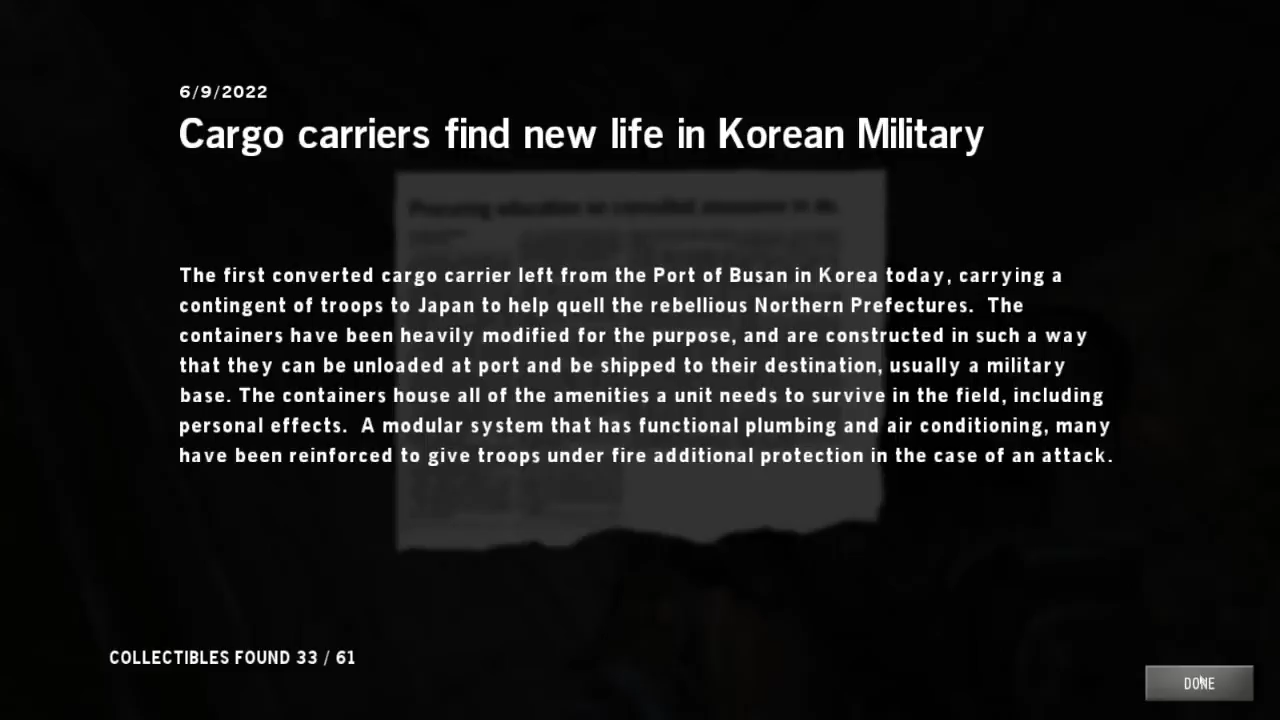 6/9/2022
Cargo carriers find new life in Korean Military
The first converted cargo carrier left from the Port of Busan in Korea today, carrying a
contingent of troops to Japan to help quell the rebellious Northern Prefectures.  The
containers have been heavily modified for the purpose, and are constructed in such a way
that they can be unloaded at port and be shipped to their destination, usually a military
base. The containers house all of the amenities a unit needs to survive in the field, including
personal effects.  A modular system that has functional plumbing and air conditioning, many
have been reinforced to give troops under fire additional protection in the case of an attack.
COLLECTIBLES FOUND 33 / 61
DONE